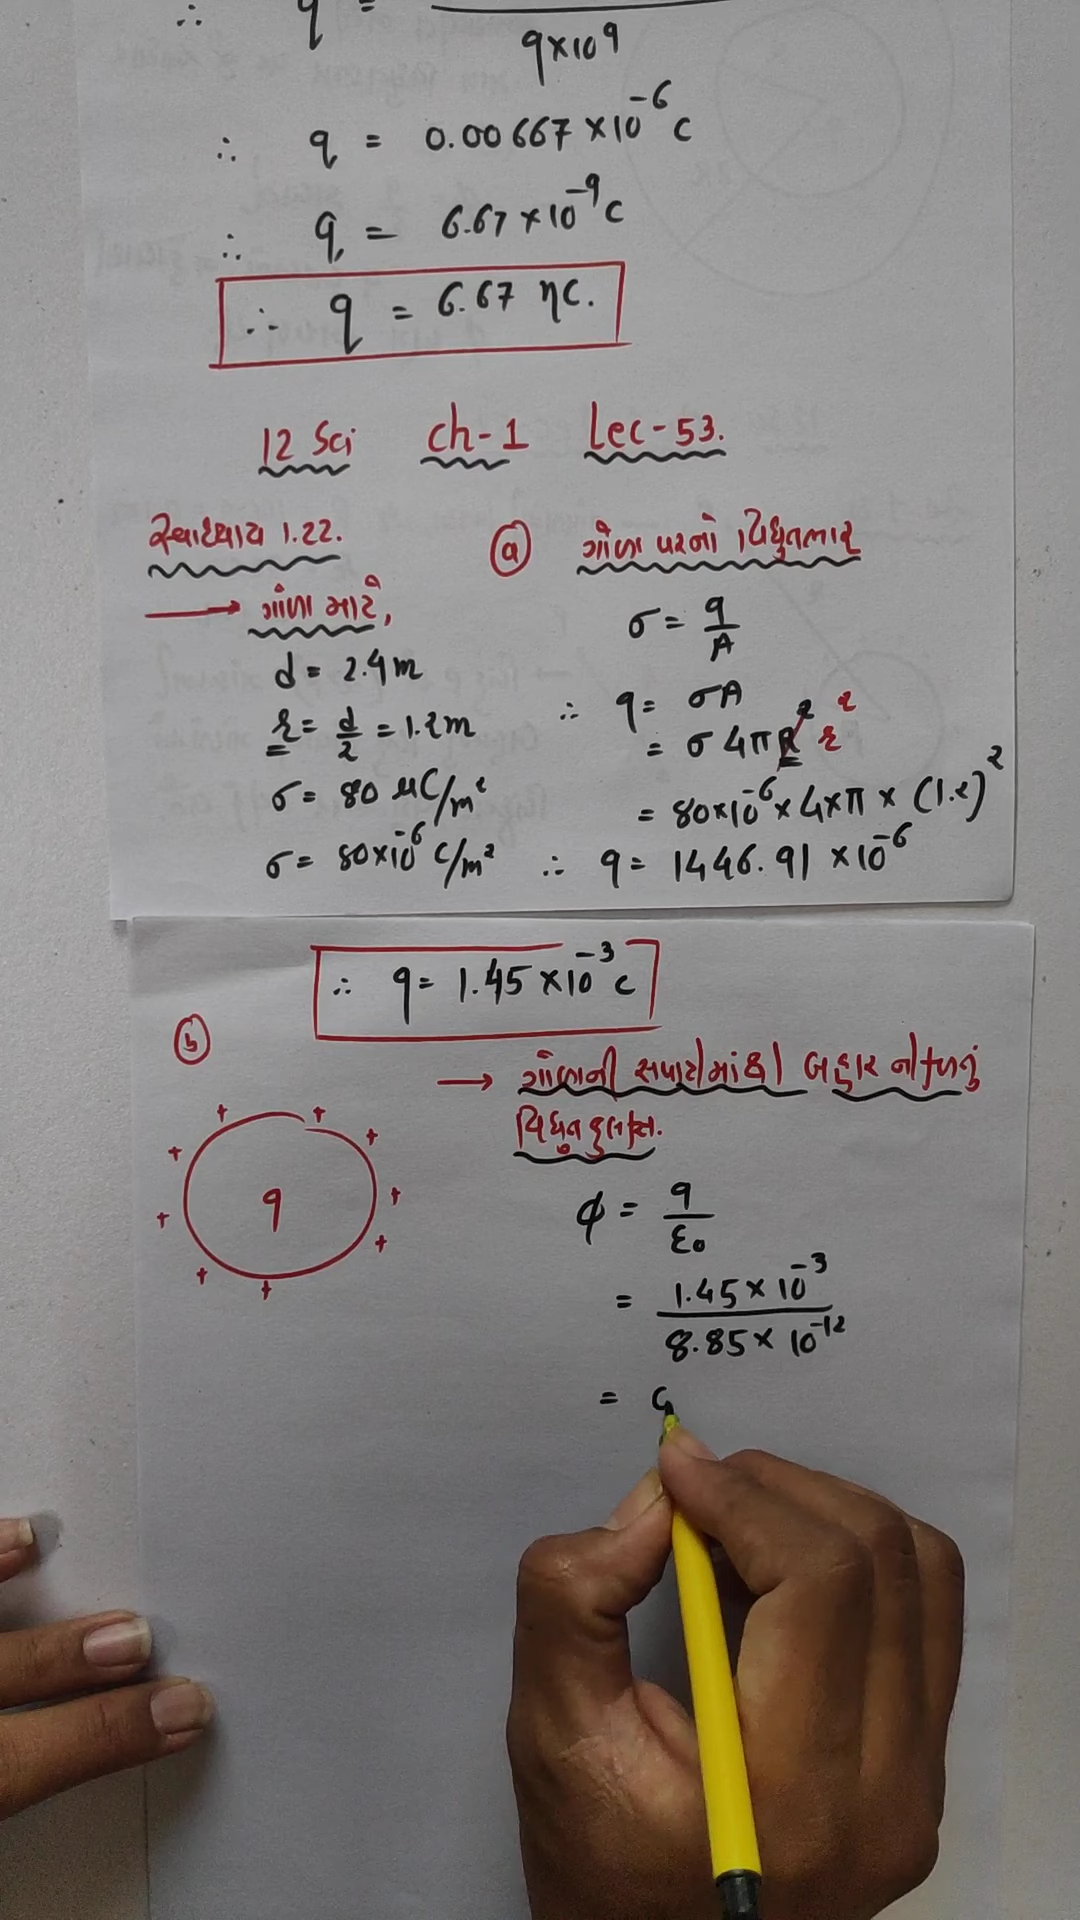 ∴ q =
9×10⁹
∴ q = 0.00667×10⁻⁶ C
∴ q = 6.67×10⁻⁹ C
∴ q = 6.67 ηC.
12 Sci ch-1 Lec-53.
સ્વાધ્યાય 1.22.
→ ગોળા માટે,
d = 2.4 m
r = d/2 = 1.2 m
σ = 80 μC/m²
σ = 80×10⁻⁶ C/m²
ⓐ ગોળા પરનો વિધુતભાર
σ = q/A
∴ q = σA
= σ 4π r²
= 80×10⁻⁶ × 4×π × (1.2)²
∴ q = 1446.91 ×10⁻⁶
∴ q = 1.45 ×10⁻³ C
ⓑ
q
+ + + + + + + + + +
→ ગોળાની સપાટીમાંથી બહાર નીકળતું
વિધુત ફ્લક્સ.
ϕ = q/ε₀
= 1.45 × 10⁻³ / 8.85 × 10⁻¹²
=